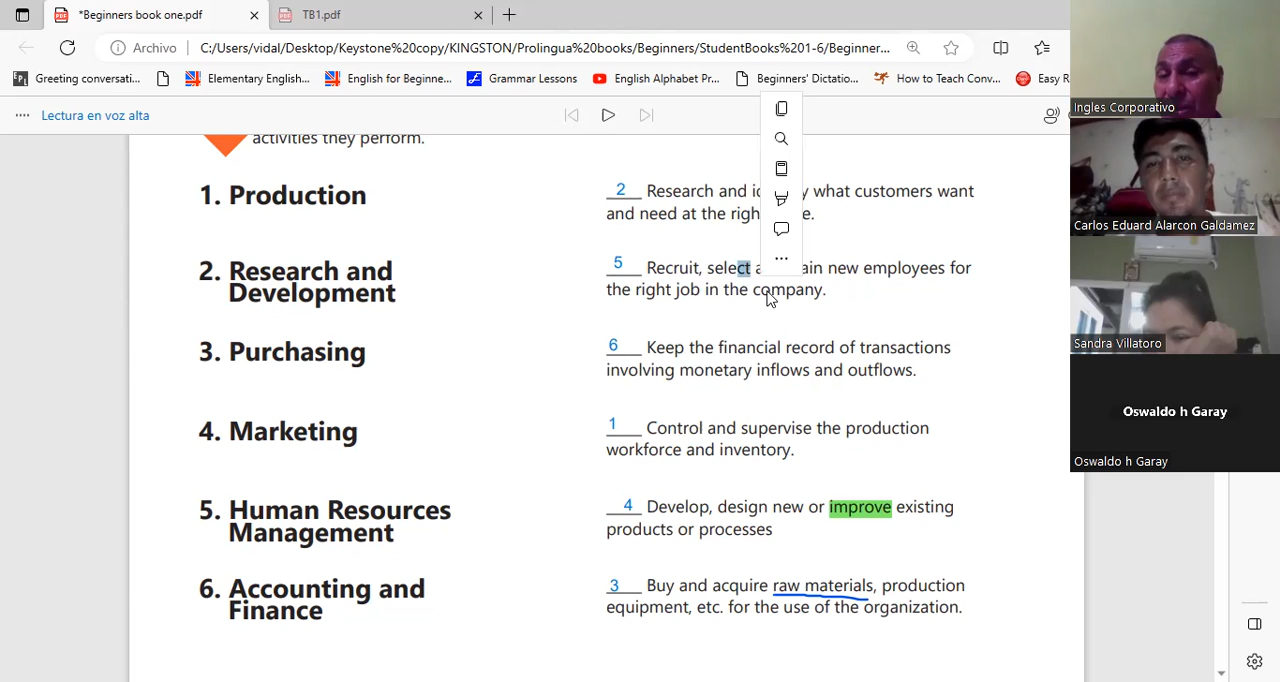 *Beginners book one.pdf
TB1.pdf
Archivo
C:/Users/vidal/Desktop/Keystone%20copy/KINGSTON/Prolingua%20books/Beginners/StudentBooks%201-6/Beginner...
Greeting conversati...
Elementary English...
English for Beginne...
Grammar Lessons
English Alphabet Pr...
Beginners' Dictatio...
How to Teach Conv...
Easy R
Lectura en voz alta
activities they perform.
1. Production
2. Research and
Development
3. Purchasing
4. Marketing
5. Human Resources
Management
6. Accounting and
Finance
2 Research and what customers want
and need at the
5 Recruit, select new employees for
the right job in the company.
6 Keep the financial record of transactions
involving monetary inflows and outflows.
1 Control and supervise the production
workforce and inventory.
4 Develop, design new or improve existing
products or processes
3 Buy and acquire raw materials, production
equipment, etc. for the use of the organization.
Ingles Corporativo
Carlos Eduard Alarcon Galdamez
Sandra Villatoro
Oswaldo h Garay
Oswaldo h Garay